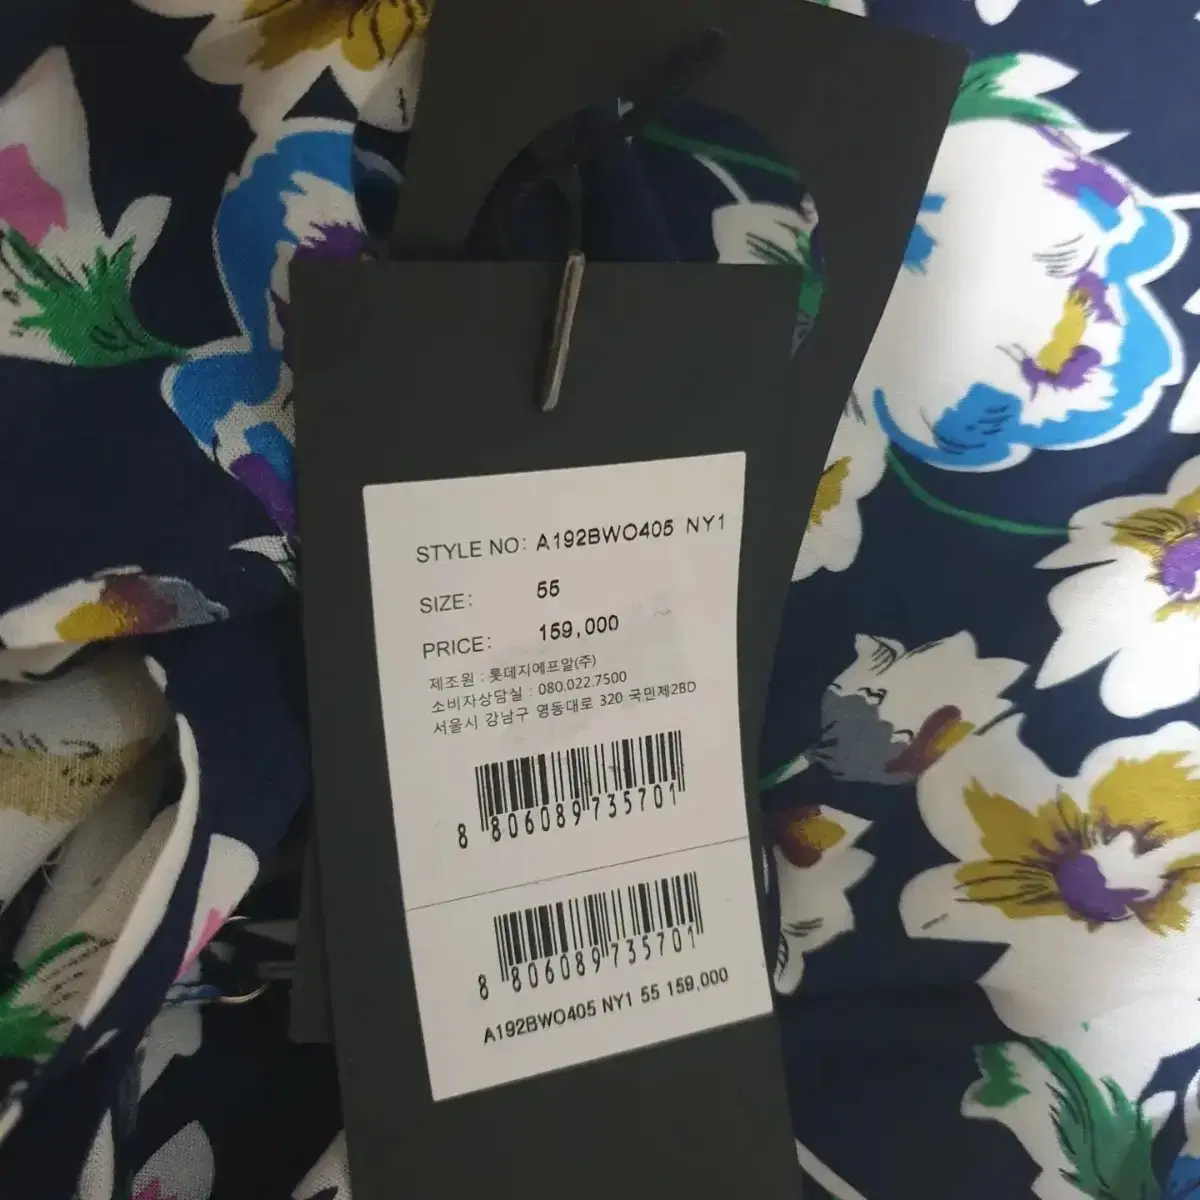 STYLE NO: A192BWO405 NY1
SIZE: 55
PRICE: 159,000
제조원 : 롯데지에프알(주)
소비자상담실 : 080.022.7500
서울시 강남구 영동대로 320 국민제2BD
8 806089 735701
8 806089 735701
A192BWO405 NY1 55 159,000